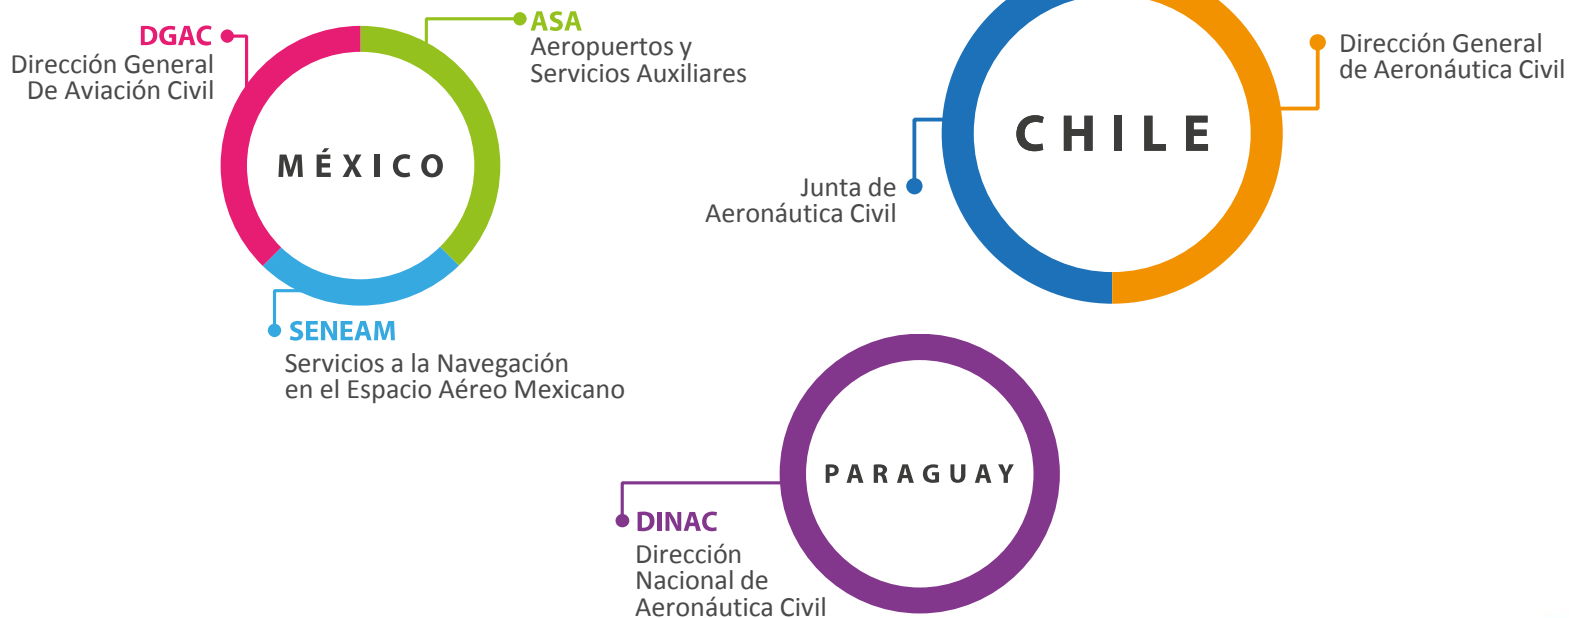 DGAC
Dirección General
De Aviación Civil
ASA
Aeropuertos y
Servicios Auxiliares
MÉXICO
SENEAM
Servicios a la Navegación
en el Espacio Aéreo Mexicano
Dirección General
de Aeronáutica Civil
CHILE
Junta de
Aeronáutica Civil
PARAGUAY
DINAC
Dirección
Nacional de
Aeronáutica Civil